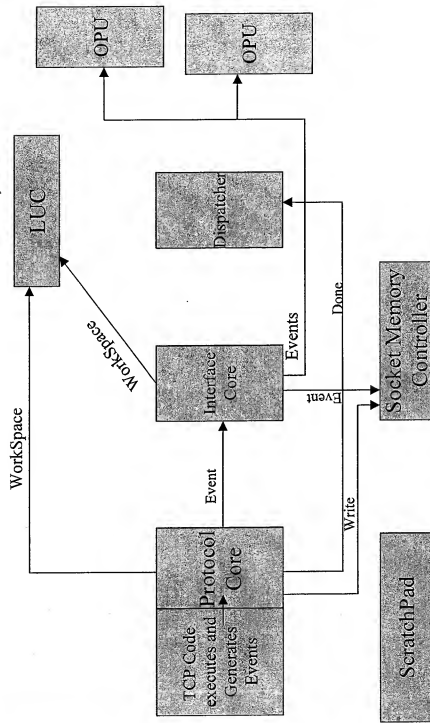 OPU
OPU
LUC
WorkSpace
WorkSpace
Dispatcher
Interface
Core
Events
Done
Event
Event
Write
Protocol
Core
TCP Code
executes and
Generates
Events
Socket Memory
Controller
ScratchPad